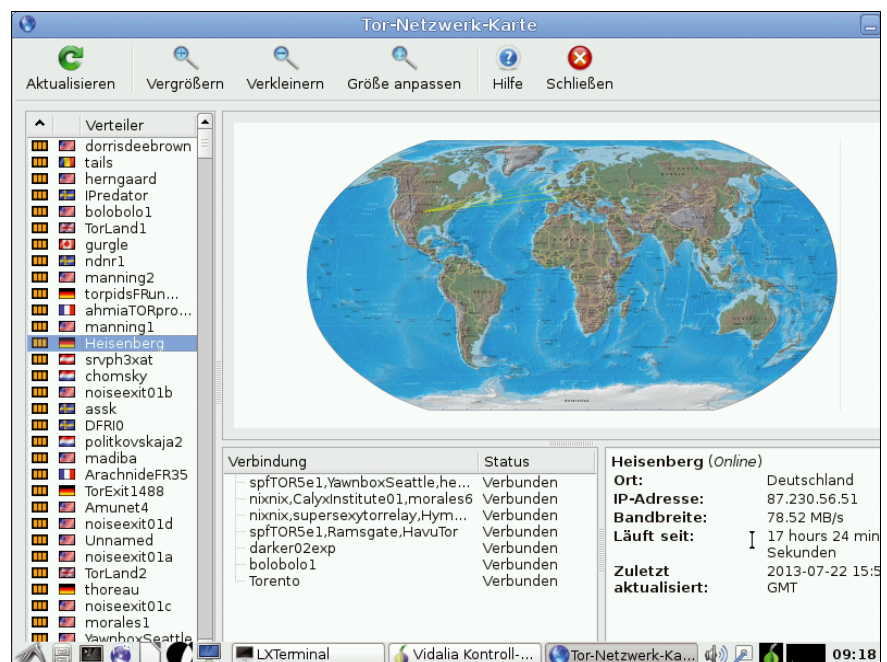 Tor-Netzwerk-Karte
Aktualisieren Vergrößern Verkleinern Größe anpassen Hilfe Schließen
Verteiler
dorrisdeebrown
tails
herngaard
IPredator
bolobolo1
TorLand1
gurgle
ndnr1
manning2
torpidsFRun...
ahmiaTORpro...
manning1
Heisenberg
srvph3xat
chomsky
noiseexit01b
assk
DFRI0
politkovskaja2
madiba
ArachnideFR35
TorExit1488
Amunet4
noiseexit01d
Unnamed
noiseexit01a
TorLand2
thoreau
noiseexit01c
morales1
YawnboxSeattle
Verbindung Status
spfTOR5e1,YawnboxSeattle,he... Verbunden
nixnix,CalyxInstitute01,morales6 Verbunden
nixnix,supersexytorrelay,Hym... Verbunden
spfTOR5e1,Ramsgate,HavuTor Verbunden
darker02exp Verbunden
bolobolo1 Verbunden
Torento Verbunden
Heisenberg (Online)
Ort: Deutschland
IP-Adresse: 87.230.56.51
Bandbreite: 78.52 MB/s
Läuft seit: 17 hours 24 min
Sekunden
Zuletzt 2013-07-22 15:5
aktualisiert: GMT
LXTerminal Vidalia Kontroll-... Tor-Netzwerk-Ka... 09:18